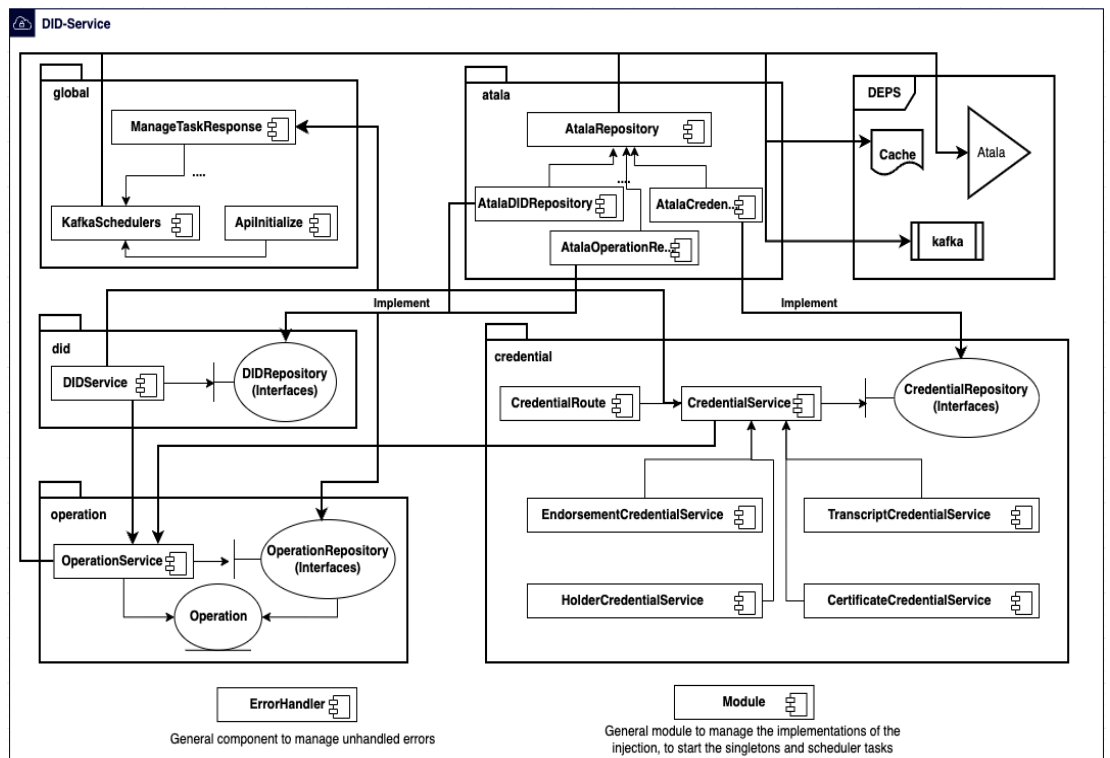 DID-Service
global
ManageTaskResponse
....
KafkaSchedulers
ApiInitialize
atala
AtalaRepository
....
AtalaDIDRepository
AtalaCreden...
AtalaOperationRe...
DEPS
Cache
Atala
kafka
Implement
Implement
did
DIDService
DIDRepository
(Interfaces)
credential
CredentialRoute
CredentialService
CredentialRepository
(Interfaces)
EndorsementCredentialService
TranscriptCredentialService
HolderCredentialService
CertificateCredentialService
operation
OperationService
OperationRepository
(Interfaces)
Operation
ErrorHandler
General component to manage unhandled errors
Module
General module to manage the implementations of the
injection, to start the singletons and scheduler tasks